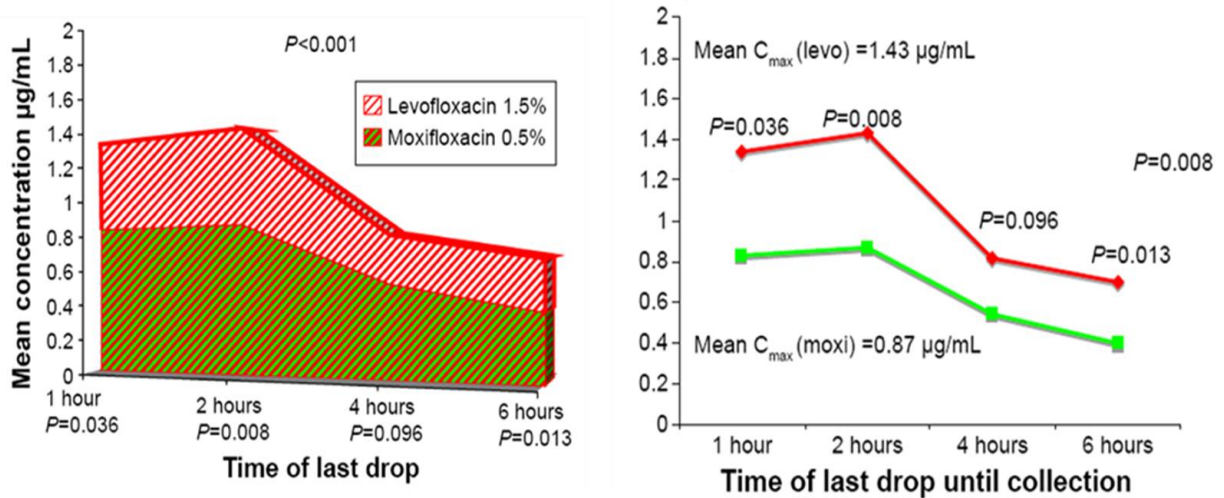 Mean concentration µg/mL
2
1.8
1.6
1.4
1.2
1
0.8
0.6
0.4
0.2
0
P<0.001
Levofloxacin 1.5%
Moxifloxacin 0.5%
1 hour
P=0.036
2 hours
P=0.008
4 hours
P=0.096
6 hours
P=0.013
Time of last drop
2
1.8
1.6
1.4
1.2
1
0.8
0.6
0.4
0.2
0
Mean Cmax (levo) =1.43 µg/mL
P=0.036
P=0.008
P=0.096
P=0.013
P=0.008
Mean Cmax (moxi) =0.87 µg/mL
1 hour
2 hours
4 hours
6 hours
Time of last drop until collection